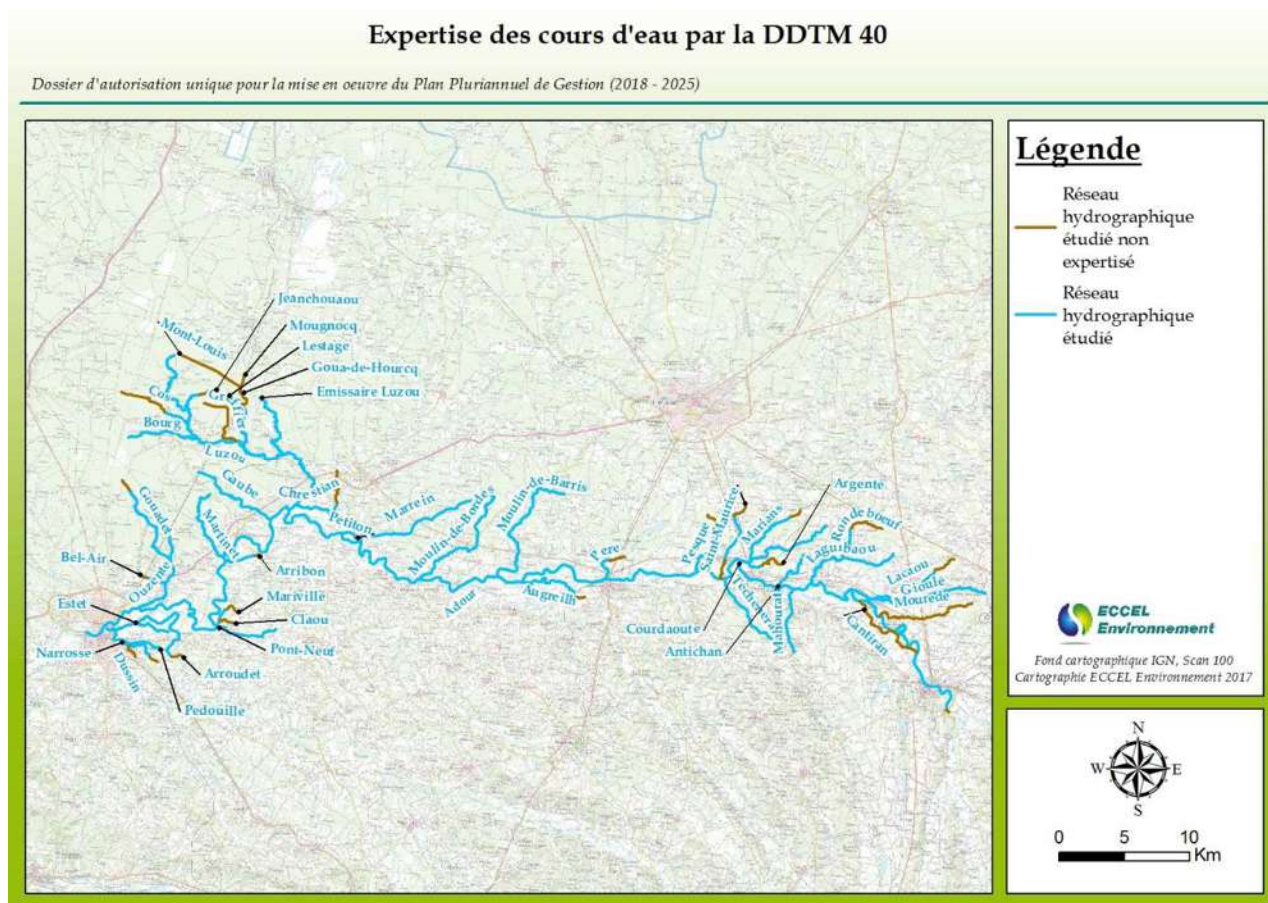 Expertise des cours d'eau par la DDTM 40
Dossier d'autorisation unique pour la mise en oeuvre du Plan Pluriannuel de Gestion (2018 - 2025)
Jeanchouaou
Mont-Louis
Mougnocq
Lestage
Goua-de-Hourcq
Emissaire Luzou
Cos
Bourg
Luzou
Gaube
Chrestian
Gouadet
Martinet
Petiton
Marrein
Moulin-de-Bordes
Moulin-de-Barris
Bel-Air
Ouzente
Arribon
Estet
Mariville
Claou
Pont-Neuf
Narrosse
Dussin
Arroudet
Pedouille
Adour
Augreilh
Pere
Pesque
Saint-Maurice
Marians
Argente
Ron de boeuf
Laguibaou
Lacaou
Gioulé
Mourede
Cantiran
Mahourat
Courdaoute
Antichan
Légende
Réseau
hydrographique
étudié non
expertisé
Réseau
hydrographique
étudié
ECCEL
Environnement
Fond cartographique IGN, Scan 100
Cartographie ECCEL Environnement 2017
N
W
E
S
0 5 10
Km